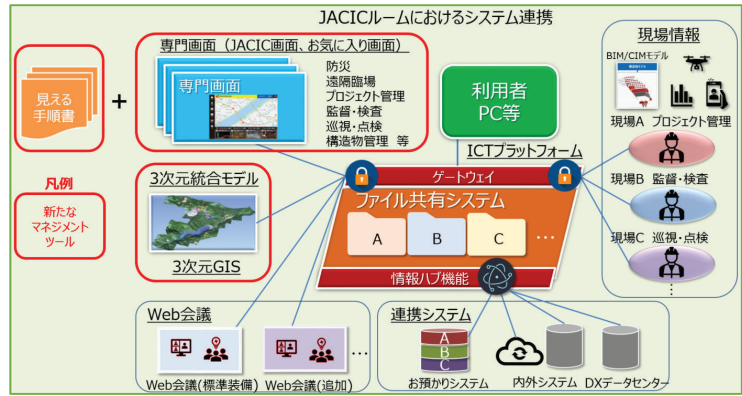 JACICルームにおけるシステム連携
見える
手順書
+
専門画面(JACIC画面、お気に入り画面)
専門画面
防災
遠隔臨場
プロジェクト管理
監督・検査
巡視・点検
構造物管理 等
利用者
PC等
ICTプラットフォーム
現場情報
BIM/CIMモデル
現場A プロジェクト管理
現場B 監督・検査
現場C 巡視・点検
⋮
凡例
新たな
マネジメント
ツール
3次元統合モデル
3次元GIS
ゲートウェイ
ファイル共有システム
A
B
C
…
情報ハブ機能
Web会議
Web会議(標準装備)
Web会議(追加)
…
連携システム
A
B
C
お預かりシステム
内外システム
DXデータセンター